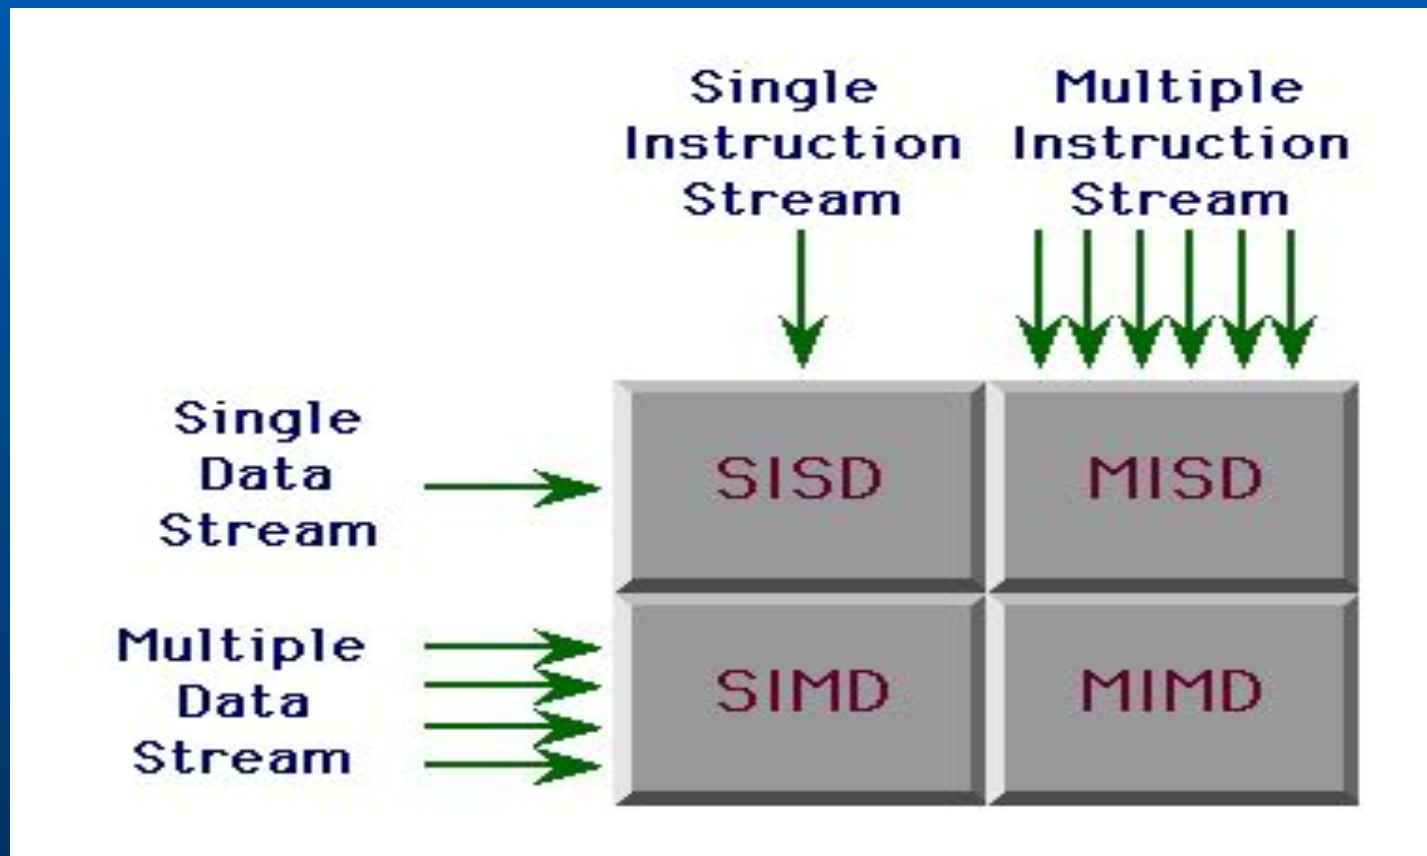 Single
Instruction
Stream
Multiple
Instruction
Stream
Single
Data
Stream
SISD
MISD
Multiple
Data
Stream
SIMD
MIMD